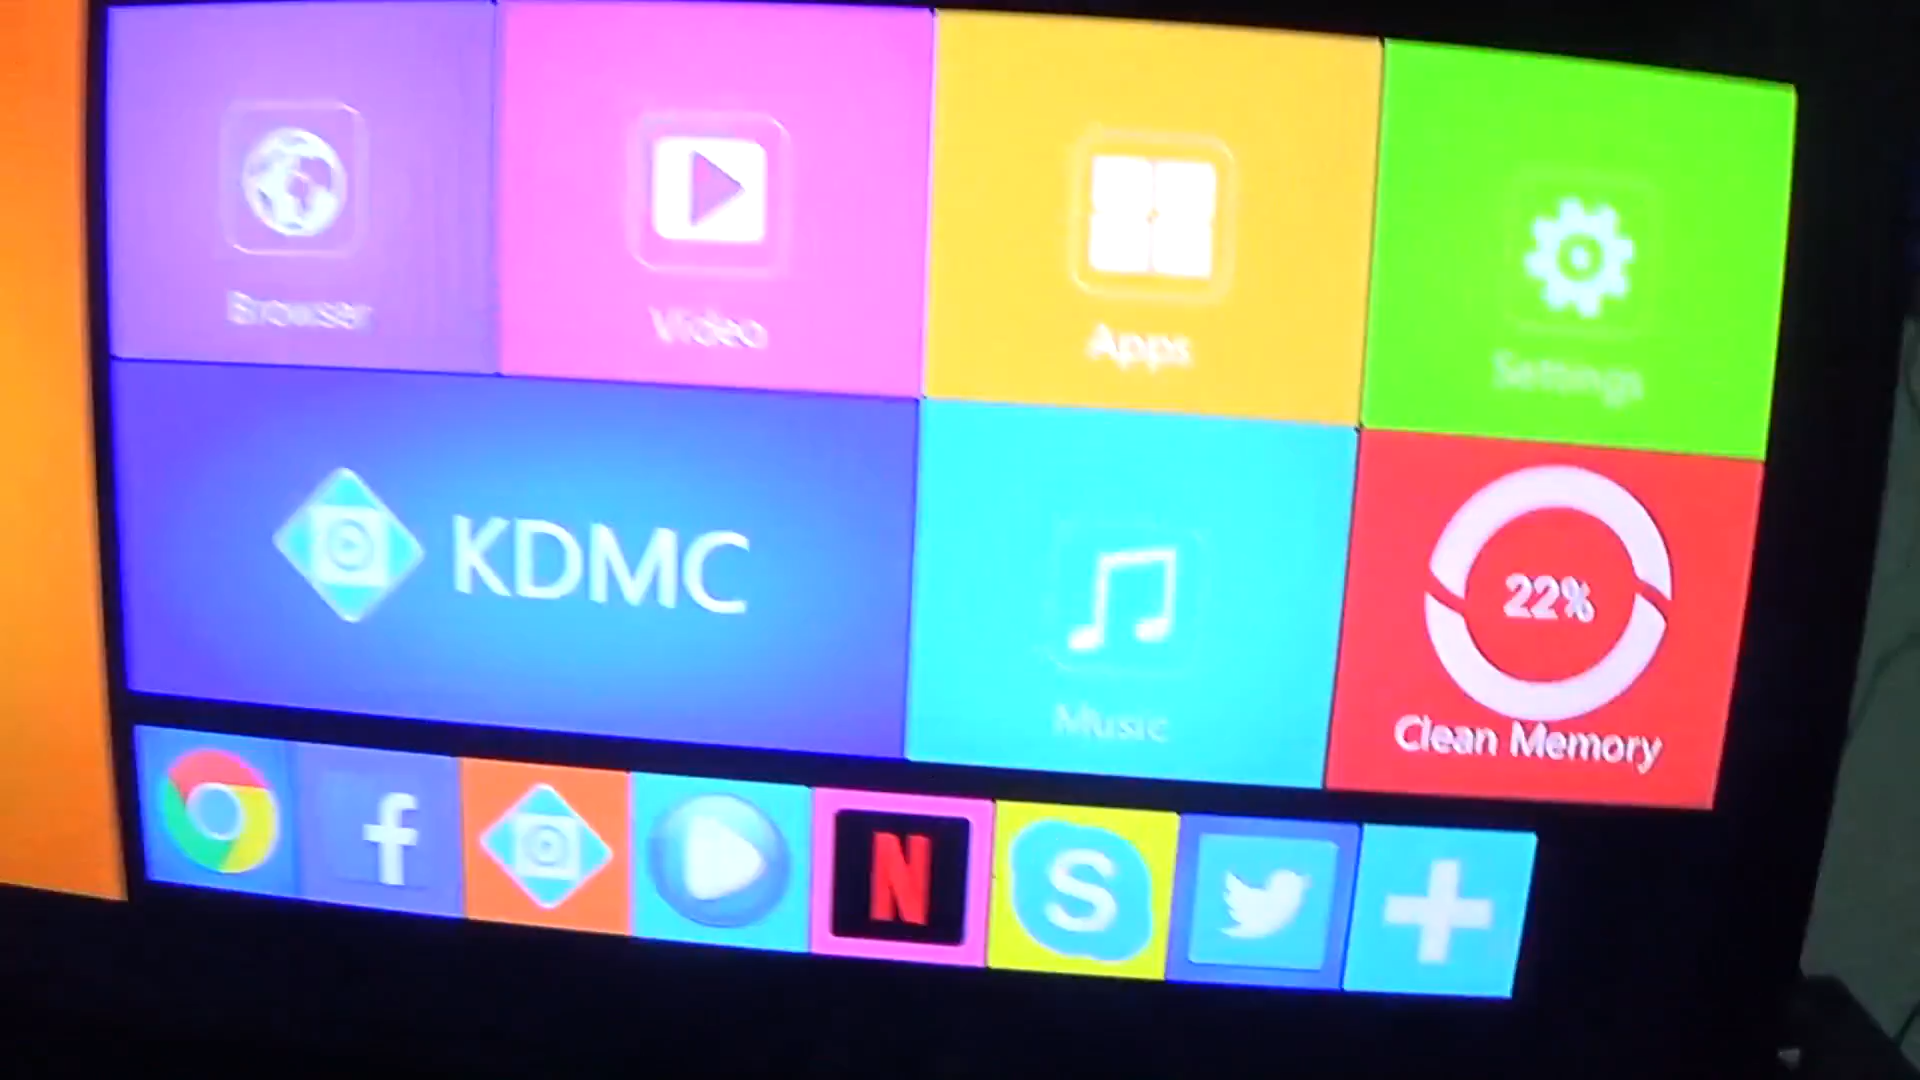 Browser
Video
Apps
Settings
KDMC
Music
22%
Clean Memory
f
N
S